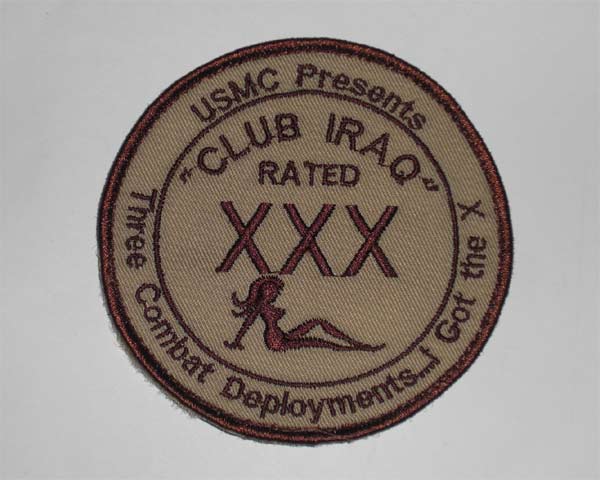 USMC Presents
"CLUB IRAQ"
RATED
XXX
Three Combat Deployments....i Got the X